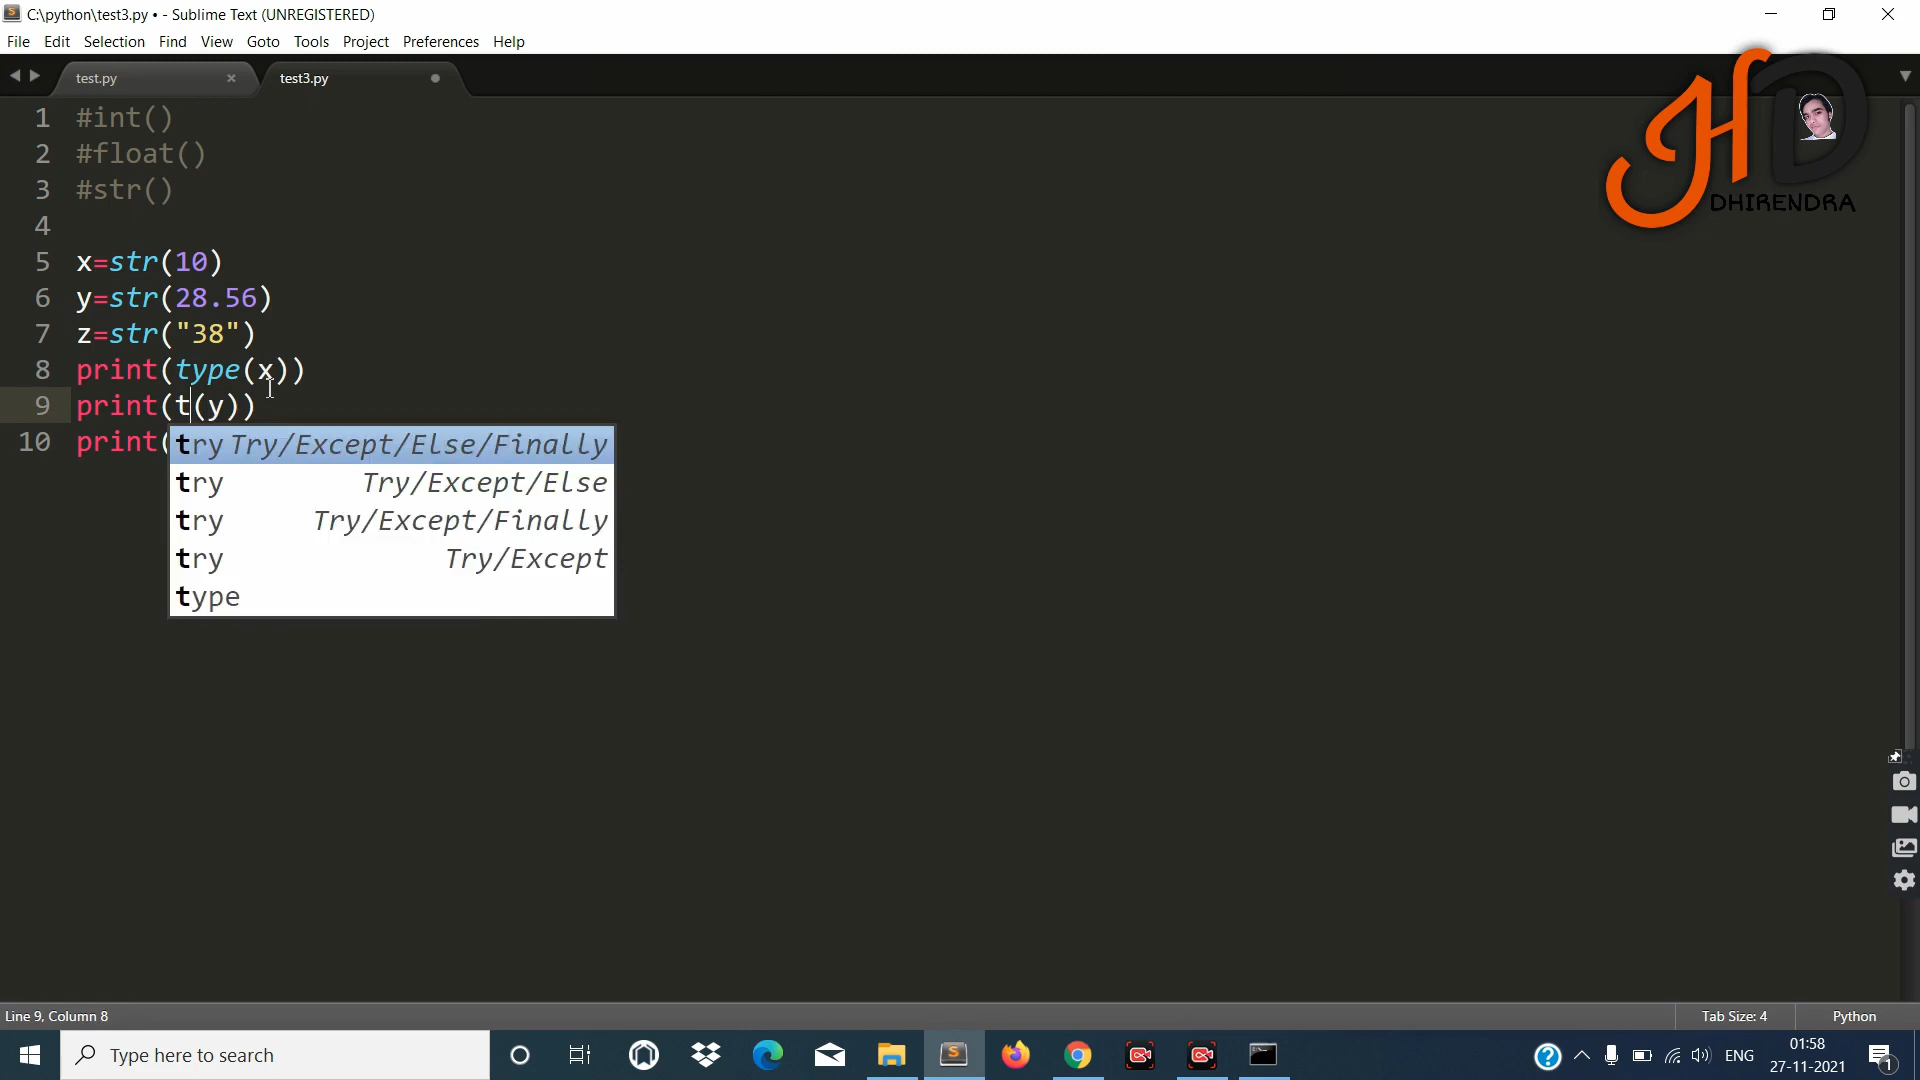 C:\python\test3.py • - Sublime Text (UNREGISTERED)
File Edit Selection Find View Goto Tools Project Preferences Help
test.py
test3.py
DHIRENDRA
1 #int()
2 #float()
3 #str()
4
5 x=str(10)
6 y=str(28.56)
7 z=str("38")
8 print(type(x))
9 print(t(y))
10 print(
try Try/Except/Else/Finally
try Try/Except/Else
try Try/Except/Finally
try Try/Except
type
Line 9, Column 8
Tab Size: 4
Python
Type here to search
ENG
01:58
27-11-2021
1